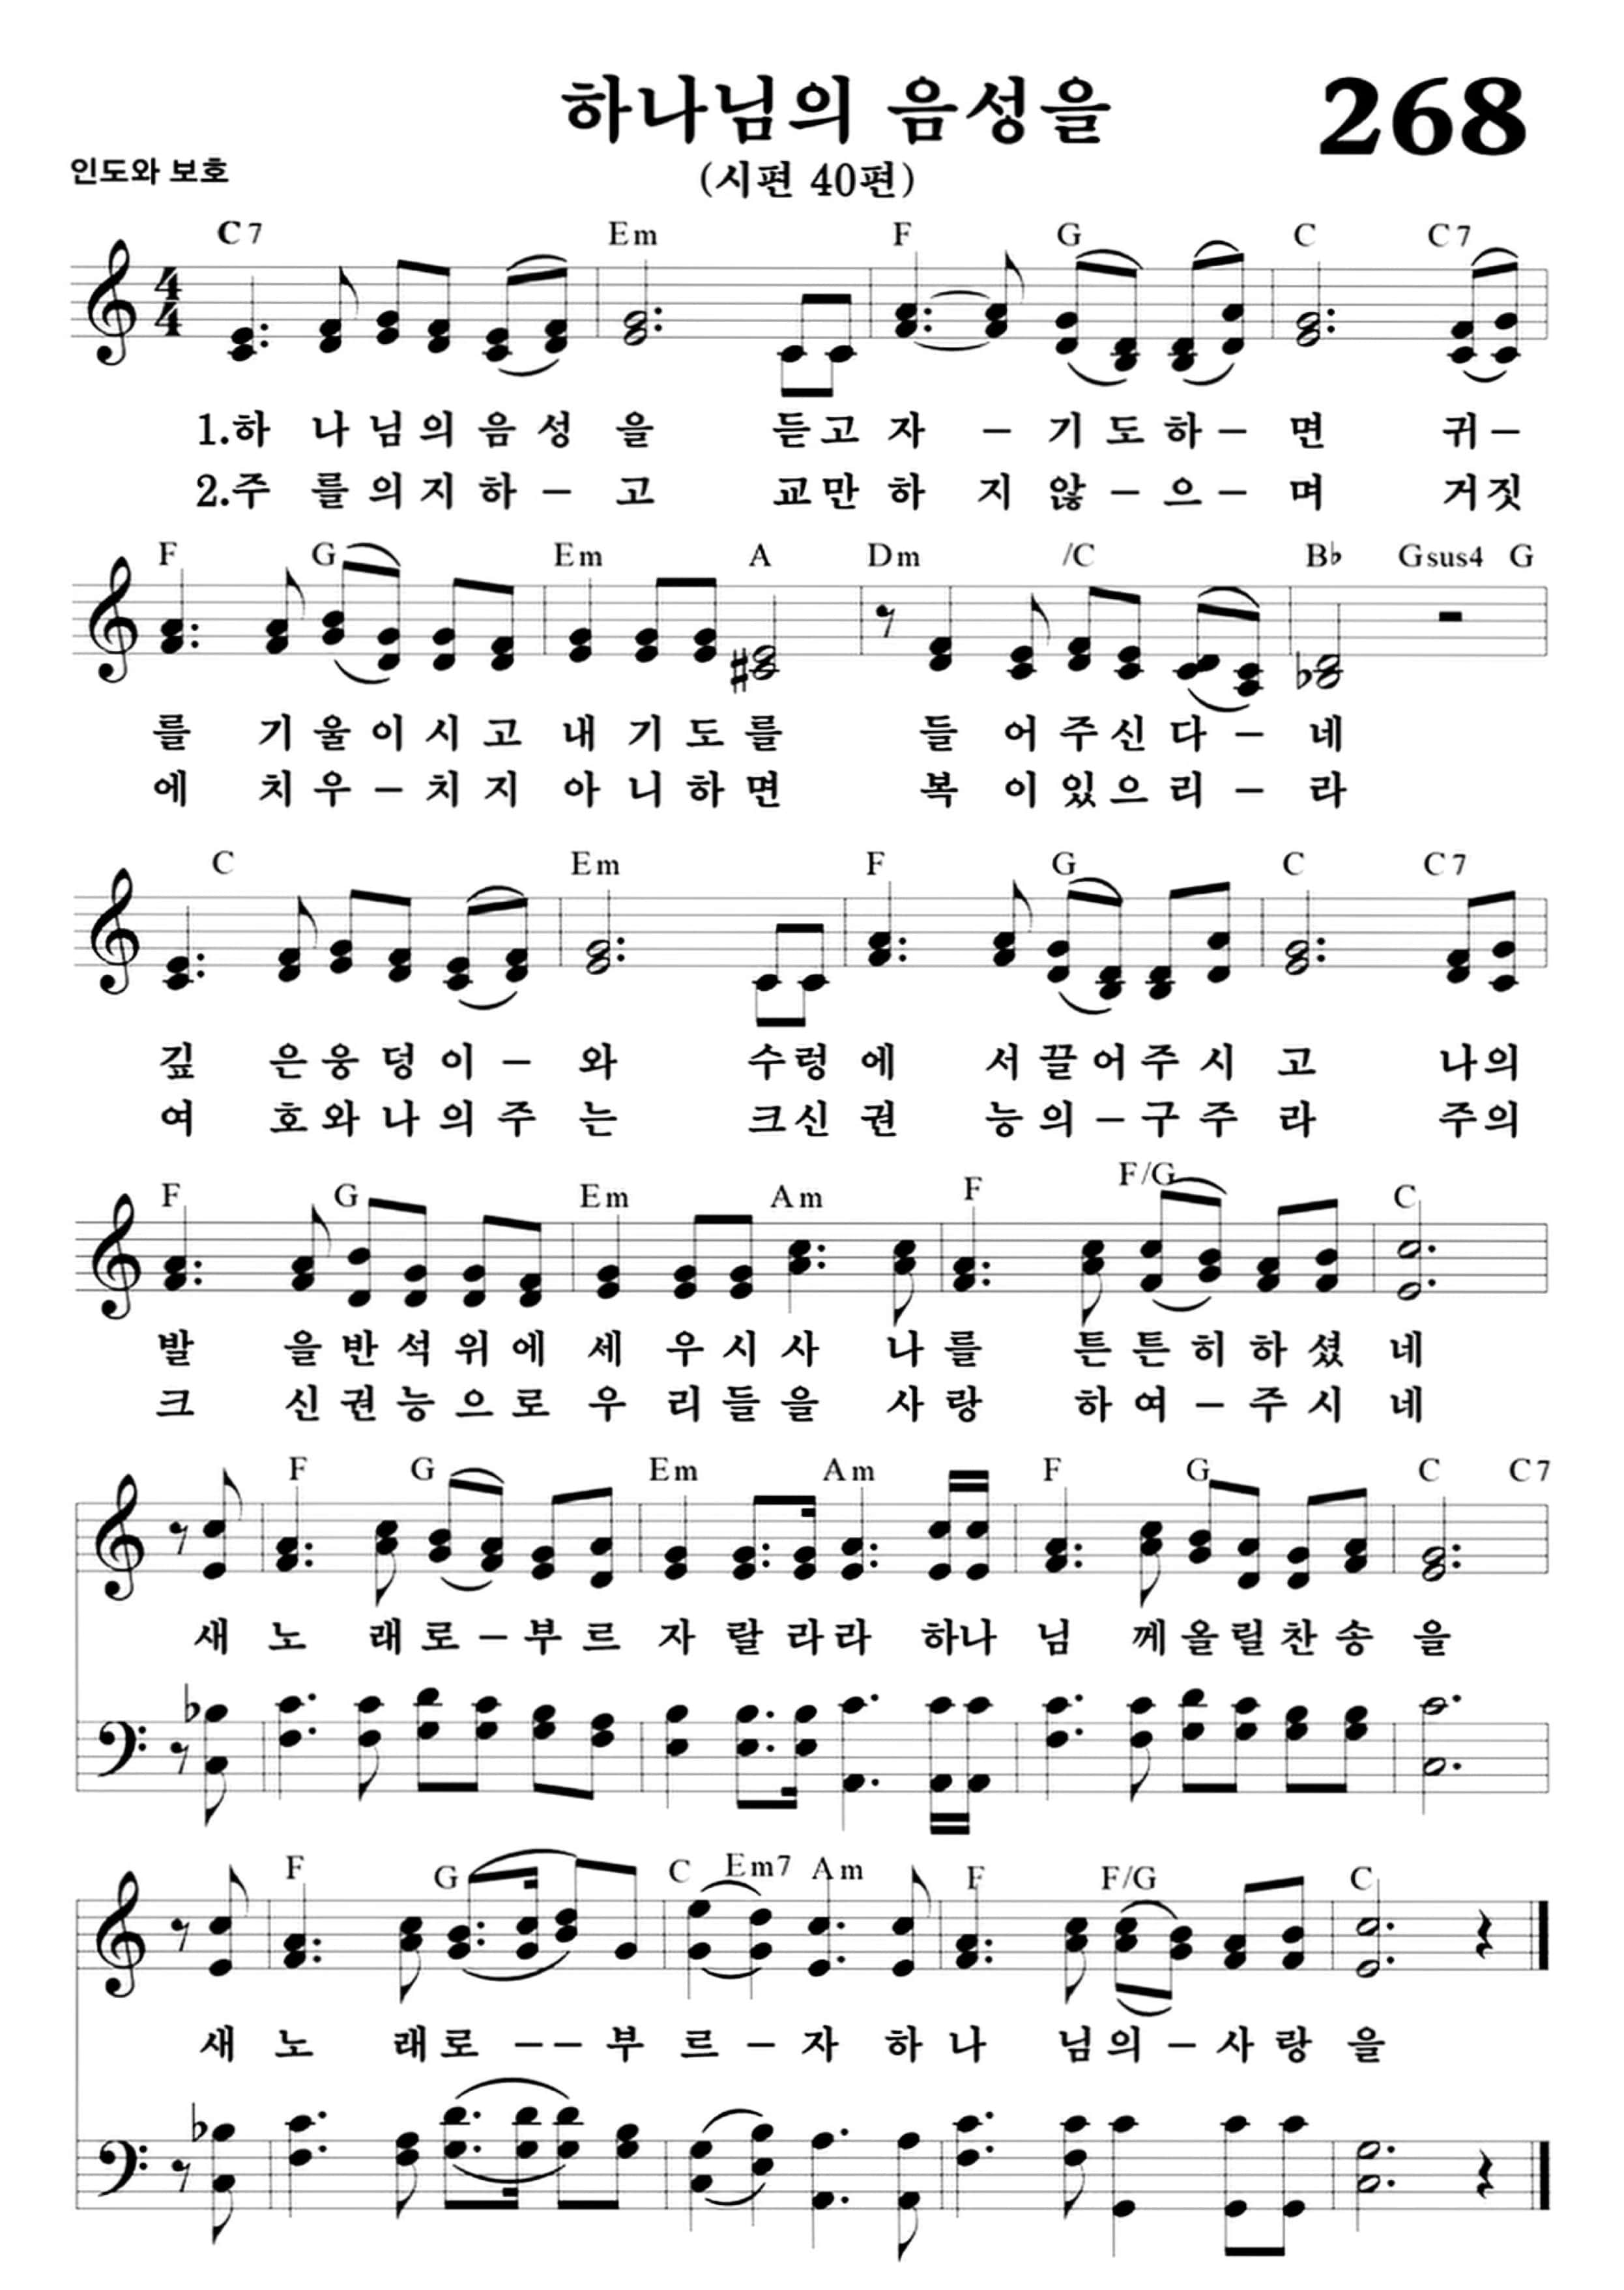 하나님의 음성을 268
인도와 보호
(시편 40편)
C7 Em F G C C7
1.하 나 님 의 음 성 을 듣 고 자 - 기 도 하 - 면 귀 -
2.주 를 의 지 하 - 고 교 만 하 지 않 - 으 - 며 거 짓
F G Em A Dm /C B♭ Gsus4 G
를 기 울 이 시 고 내 기 도 를 들 어 주 신 다 - 네
에 치 우 - 치 지 아 니 하 면 복 이 있 으 리 - 라
C Em F G C C7
깊 은 웅 덩 이 - 와 수 렁 에 서 끌 어 주 시 고 나 의
여 호 와 나 의 주 는 크 신 권 능 의 - 구 주 라 주 의
F G Em Am F F/G C
발 을 반 석 위 에 세 우 시 사 나 를 튼 튼 히 하 셨 네
크 신 권 능 으 로 우 리 들 을 사 랑 하 여 - 주 시 네
F G Em Am F G C C7
새 노 래 로 - 부 르 자 랄 라 라 하 나 님 께 올 릴 찬 송 을
F G C Em7 Am F F/G C
새 노 래 로 - - 부 르 - 자 하 나 님 의 - 사 랑 을